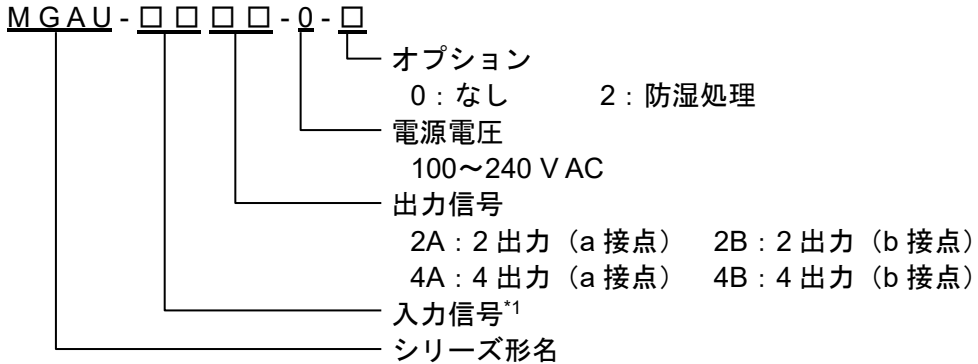 MGAU-□□□□-0-□
オプション
0：なし 2：防湿処理
電源電圧
100～240 V AC
出力信号
2A：2 出力（a 接点） 2B：2 出力（b 接点）
4A：4 出力（a 接点） 4B：4 出力（b 接点）
入力信号*1
シリーズ形名